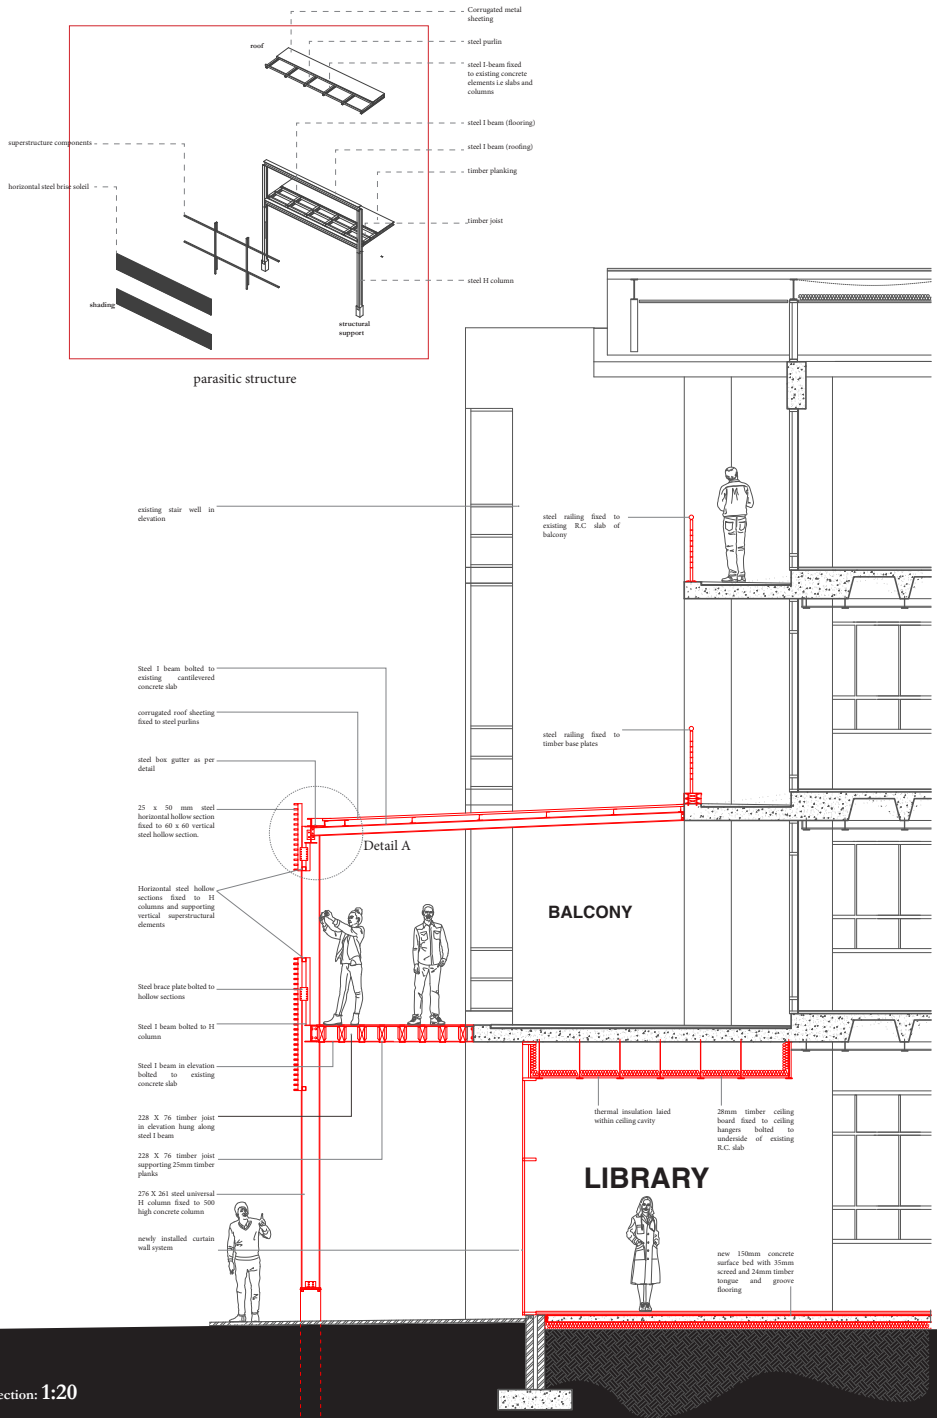 Corrugated metal
sheeting
roof
steel purlin
steel I-beam fixed
to existing concrete
elements i.e slabs and
columns
steel I beam (flooring)
superstructure components
steel I beam (roofing)
timber planking
horizontal steel brise soleil
timber joist
steel H column
shading
structural
support
parasitic structure
existing stair well in
elevation
steel railing fixed to
existing R.C slab of
balcony
Steel I beam bolted to
existing cantilevered
concrete slab
corrugated roof sheeting
fixed to steel purlins
steel railing fixed to
timber base plates
steel box gutter as per
detail
25 x 50 mm steel
horizontal hollow section
fixed to 60 x 60 vertical
steel hollow section.
Detail A
Horizontal steel hollow
sections fixed to H
columns and supporting
vertical superstructural
elements
BALCONY
Steel brace plate bolted to
hollow sections
Steel I beam bolted to H
column
Steel I beam in elevation
bolted to existing
concrete slab
228 X 76 timber joist
in elevation hung along
steel I beam
thermal insulation laied
within ceiling cavity
28mm timber ceiling
board fixed to ceiling
hangers bolted to
underside of existing
R.C. slab
228 X 76 timber joist
supporting 25mm timber
planks
LIBRARY
276 X 261 steel universal
H column fixed to 500
high concrete column
newly installed curtain
wall system
new 150mm concrete
surface bed with 35mm
screed and 24mm timber
tongue and groove
flooring
ection: 1:20